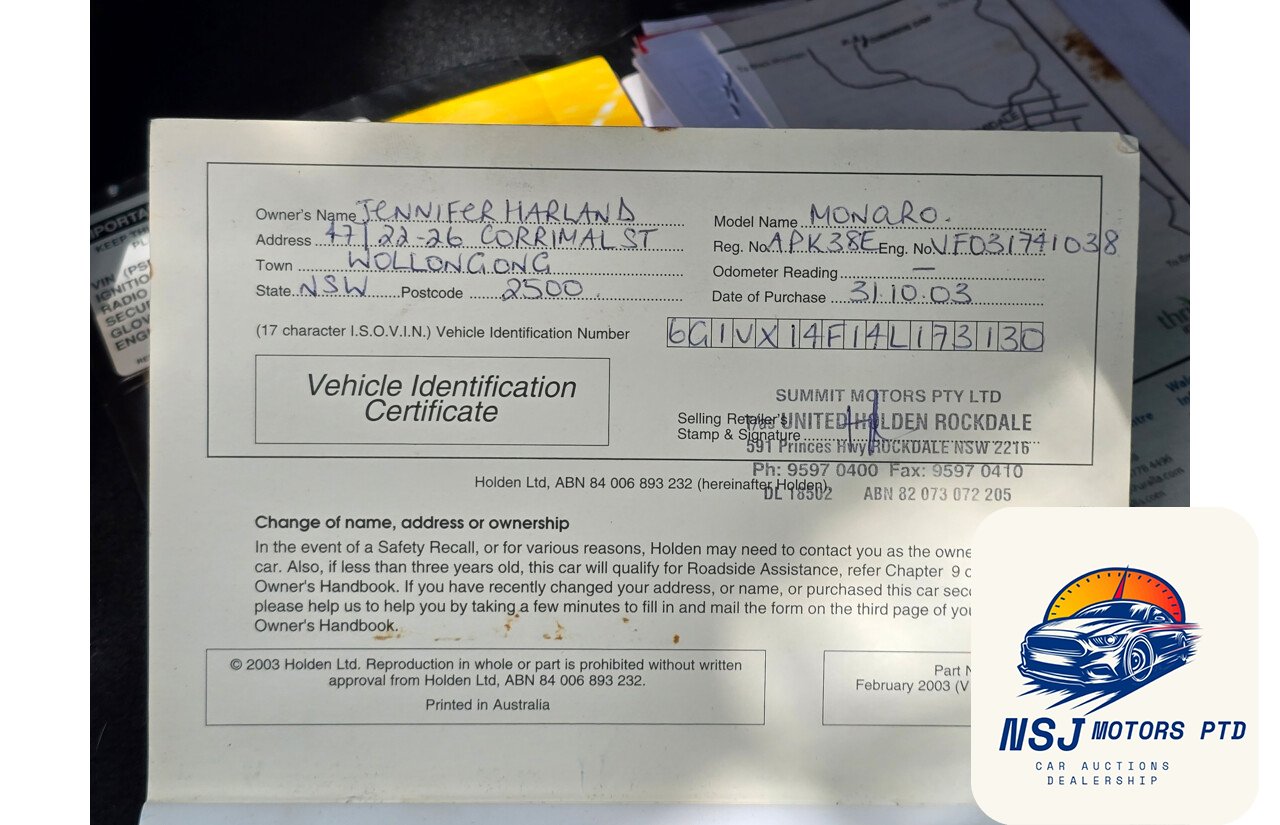 Owner's Name JENNIFER HARLAND
Address 47/22-26 CORRIMAL ST
Town WOLLONGONG
State NSW Postcode 2500
Model Name MONARO.
Reg. No. APK38E Eng. No. VF031741038
Odometer Reading —
Date of Purchase 31.10.03
(17 character I.S.O.V.I.N.) Vehicle Identification Number 6G1VX14F14L173130
Vehicle Identification
Certificate
Selling Retailer's
Stamp & Signature
SUMMIT MOTORS PTY LTD
UNITED HOLDEN ROCKDALE
591 Princes Hwy ROCKDALE NSW 2216
Ph: 9597 0400 Fax: 9597 0410
DL 18502 ABN 82 073 072 205
Holden Ltd, ABN 84 006 893 232 (hereinafter Holden).
Change of name, address or ownership
In the event of a Safety Recall, or for various reasons, Holden may need to contact you as the owne
car. Also, if less than three years old, this car will qualify for Roadside Assistance, refer Chapter 9 o
Owner's Handbook. If you have recently changed your address, or name, or purchased this car sec
please help us to help you by taking a few minutes to fill in and mail the form on the third page of you
Owner's Handbook.
© 2003 Holden Ltd. Reproduction in whole or part is prohibited without written
approval from Holden Ltd, ABN 84 006 893 232.
Printed in Australia
Part N
February 2003 (V
NSJ MOTORS PTD
CAR AUCTIONS
DEALERSHIP